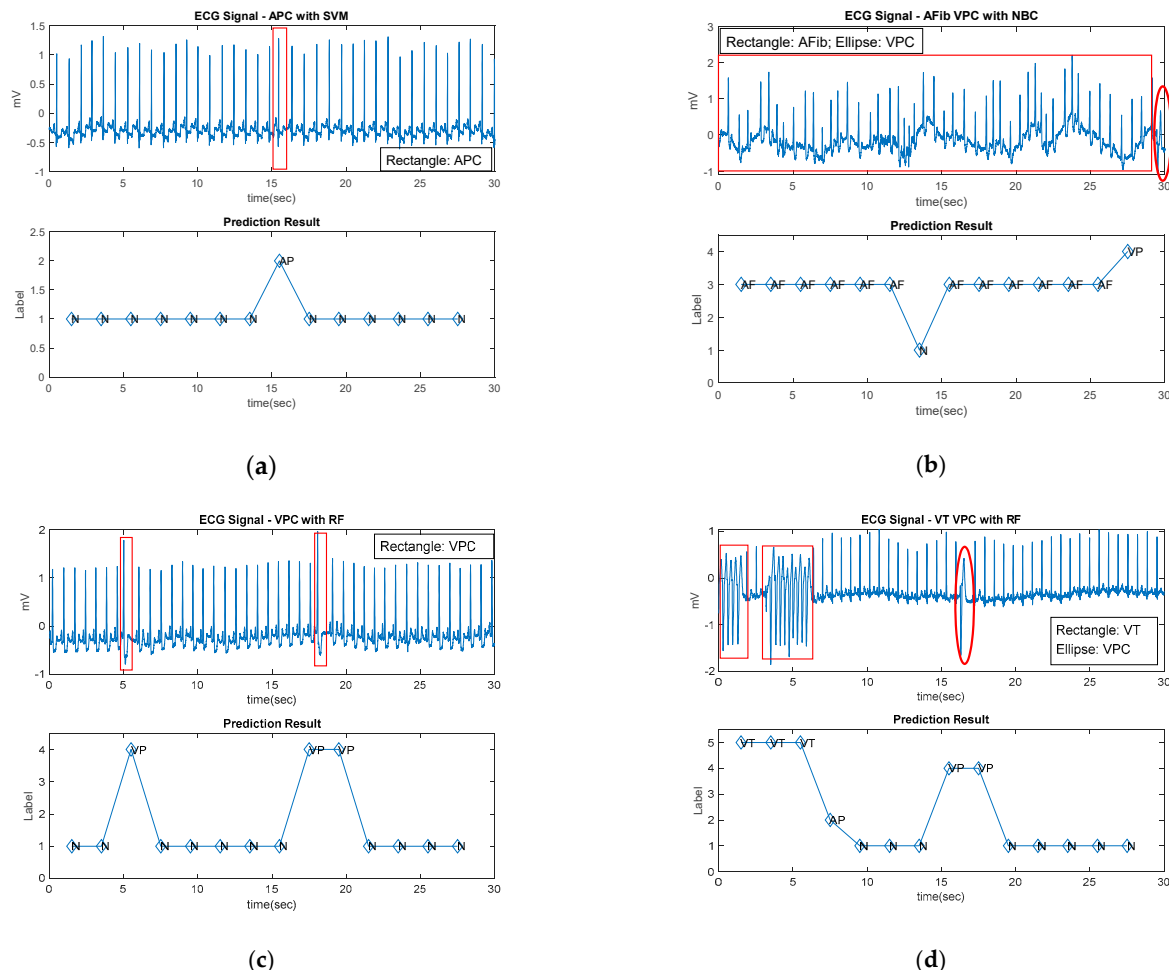 ECG Signal - APC with SVM
1.5
1
0.5
0
-0.5
-1
mV
Rectangle: APC
0 5 10 15 20 25 30
time(sec)
Prediction Result
2.5
2
1.5
1
0.5
0
Label
N N N N N N N AP N N N N N N
0 5 10 15 20 25 30
time(sec)
(a)
ECG Signal - AFib VPC with NBC
Rectangle: AFib; Ellipse: VPC
3
2
1
0
-1
mV
0 5 10 15 20 25 30
time(sec)
Prediction Result
4
3
2
1
0
Label
AF AF AF AF AF AF N AF AF AF AF AF AF VP
0 5 10 15 20 25 30
time(sec)
(b)
ECG Signal - VPC with RF
Rectangle: VPC
2
1
0
-1
mV
0 5 10 15 20 25 30
time(sec)
Prediction Result
4
3
2
1
0
Label
N N VP N N N N N VP VP N N N N
0 5 10 15 20 25 30
time(sec)
(c)
ECG Signal - VT VPC with RF
1
0
-1
-2
mV
Rectangle: VT
Ellipse: VPC
0 5 10 15 20 25 30
time(sec)
Prediction Result
5
4
3
2
1
0
Label
VT VT VT AP N N N VP VP N N N N N
0 5 10 15 20 25 30
time(sec)
(d)